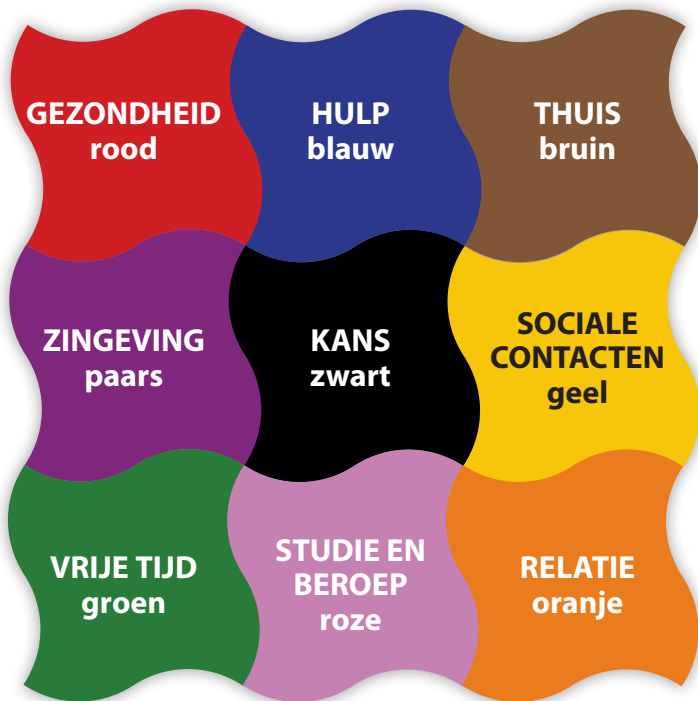 GEZONDHEID
rood
HULP
blauw
THUIS
bruin
ZINGEVING
paars
KANS
zwart
SOCIALE
CONTACTEN
geel
VRIJE TIJD
groen
STUDIE EN
BEROEP
roze
RELATIE
oranje